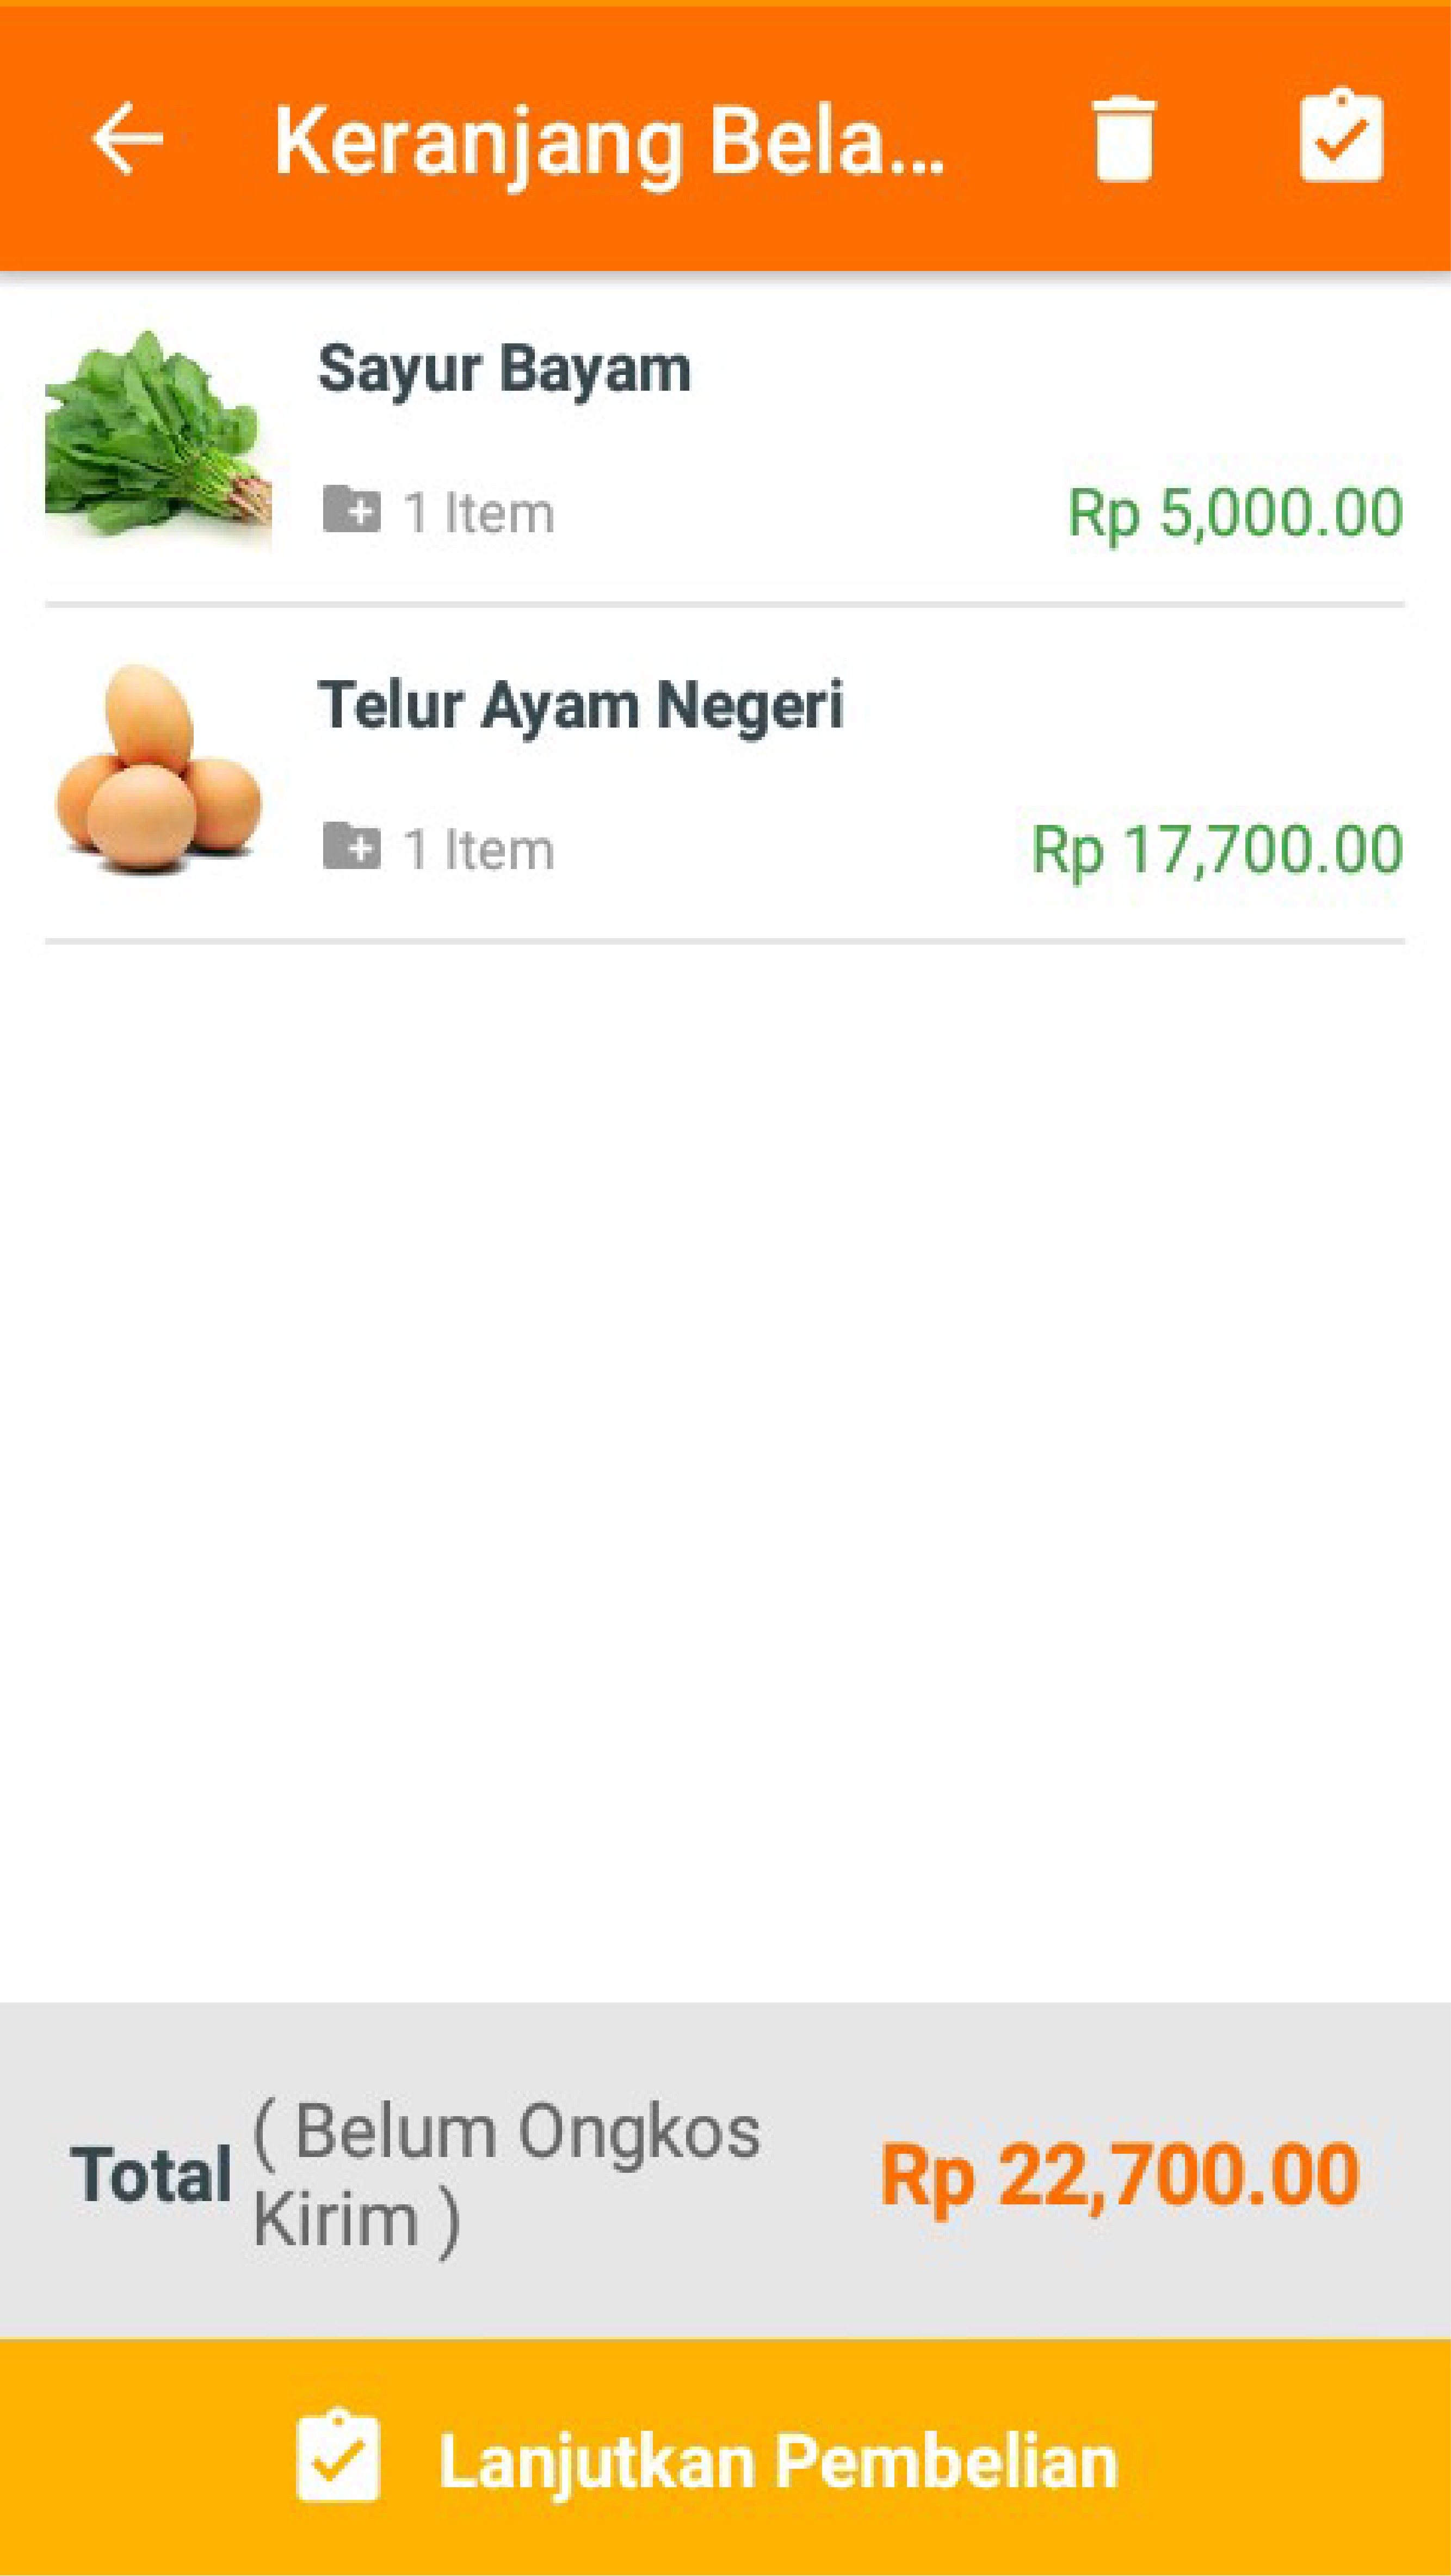 Keranjang Bela...
Sayur Bayam
1 Item
Rp 5,000.00
Telur Ayam Negeri
1 Item
Rp 17,700.00
Total
( Belum Ongkos
Kirim )
Rp 22,700.00
Lanjutkan Pembelian